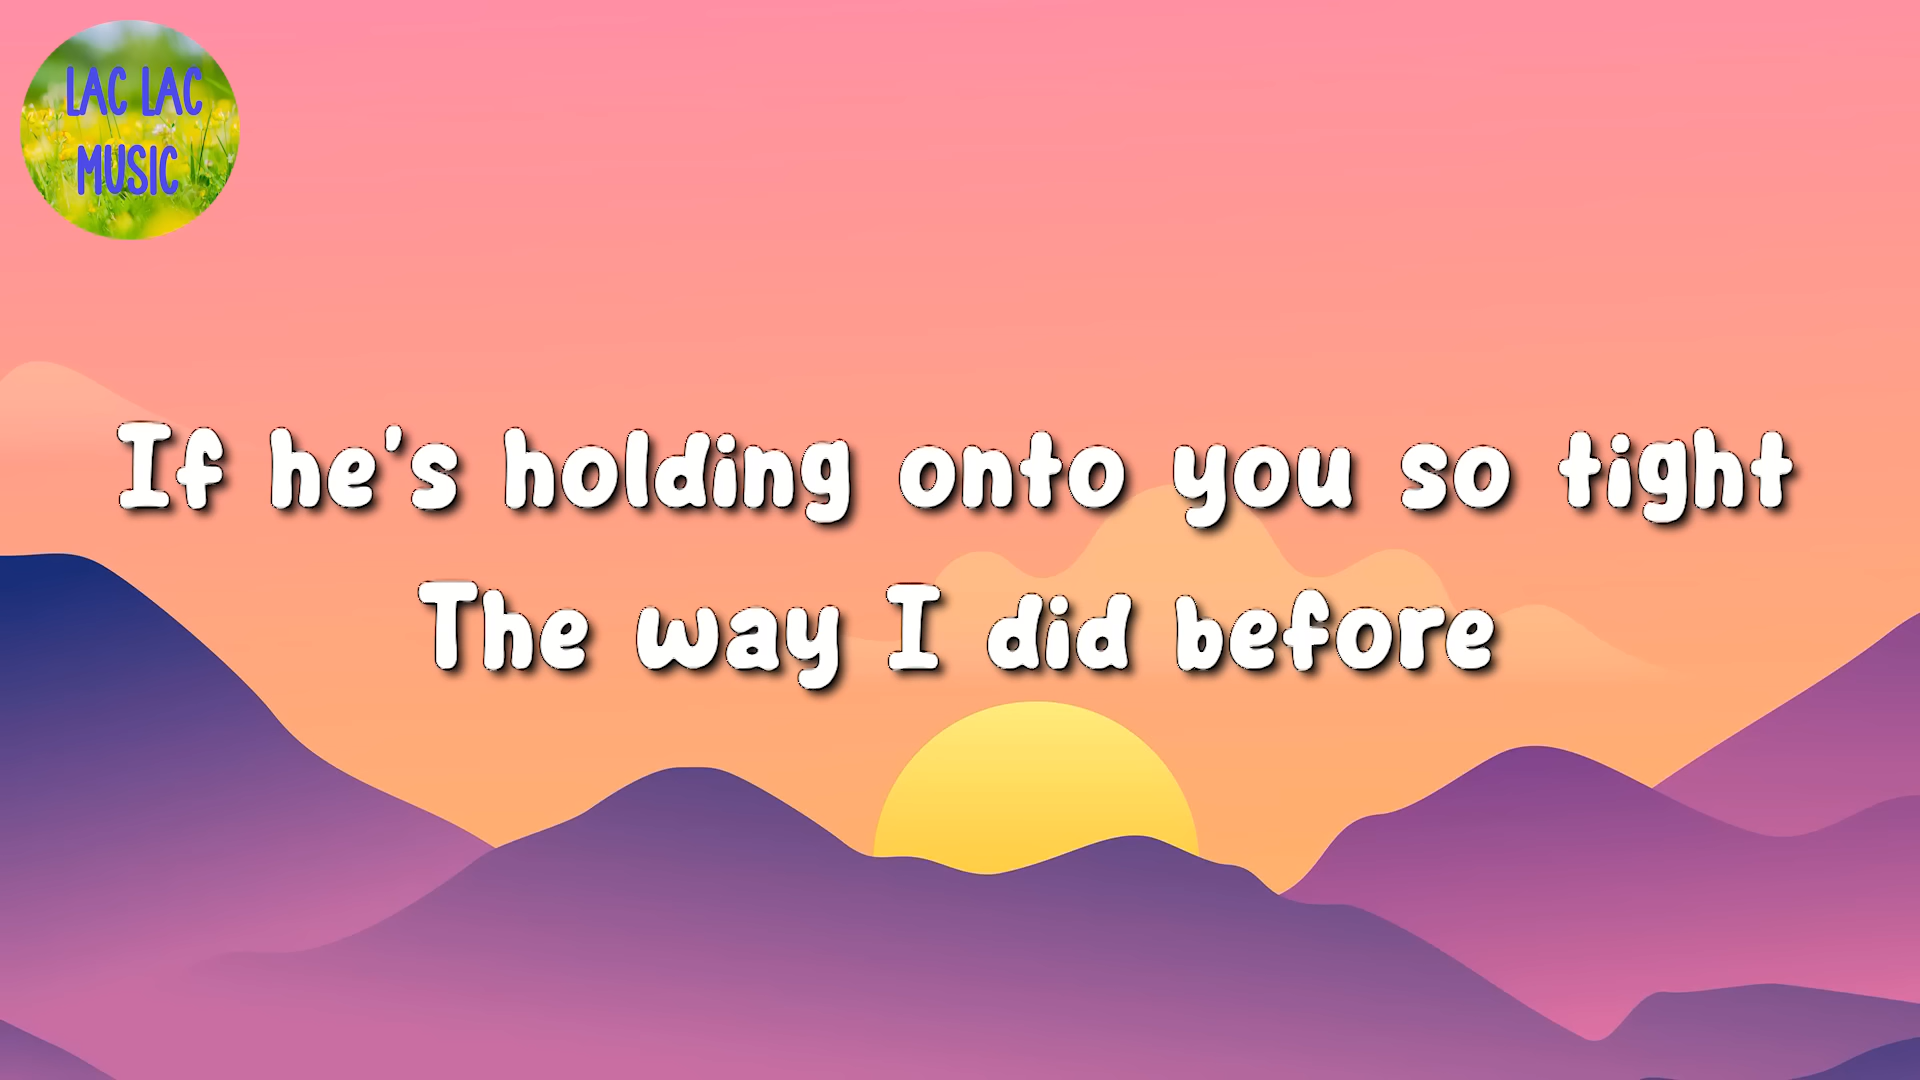 LAC LAC
MUSIC
If he's holding onto you so tight
The way I did before